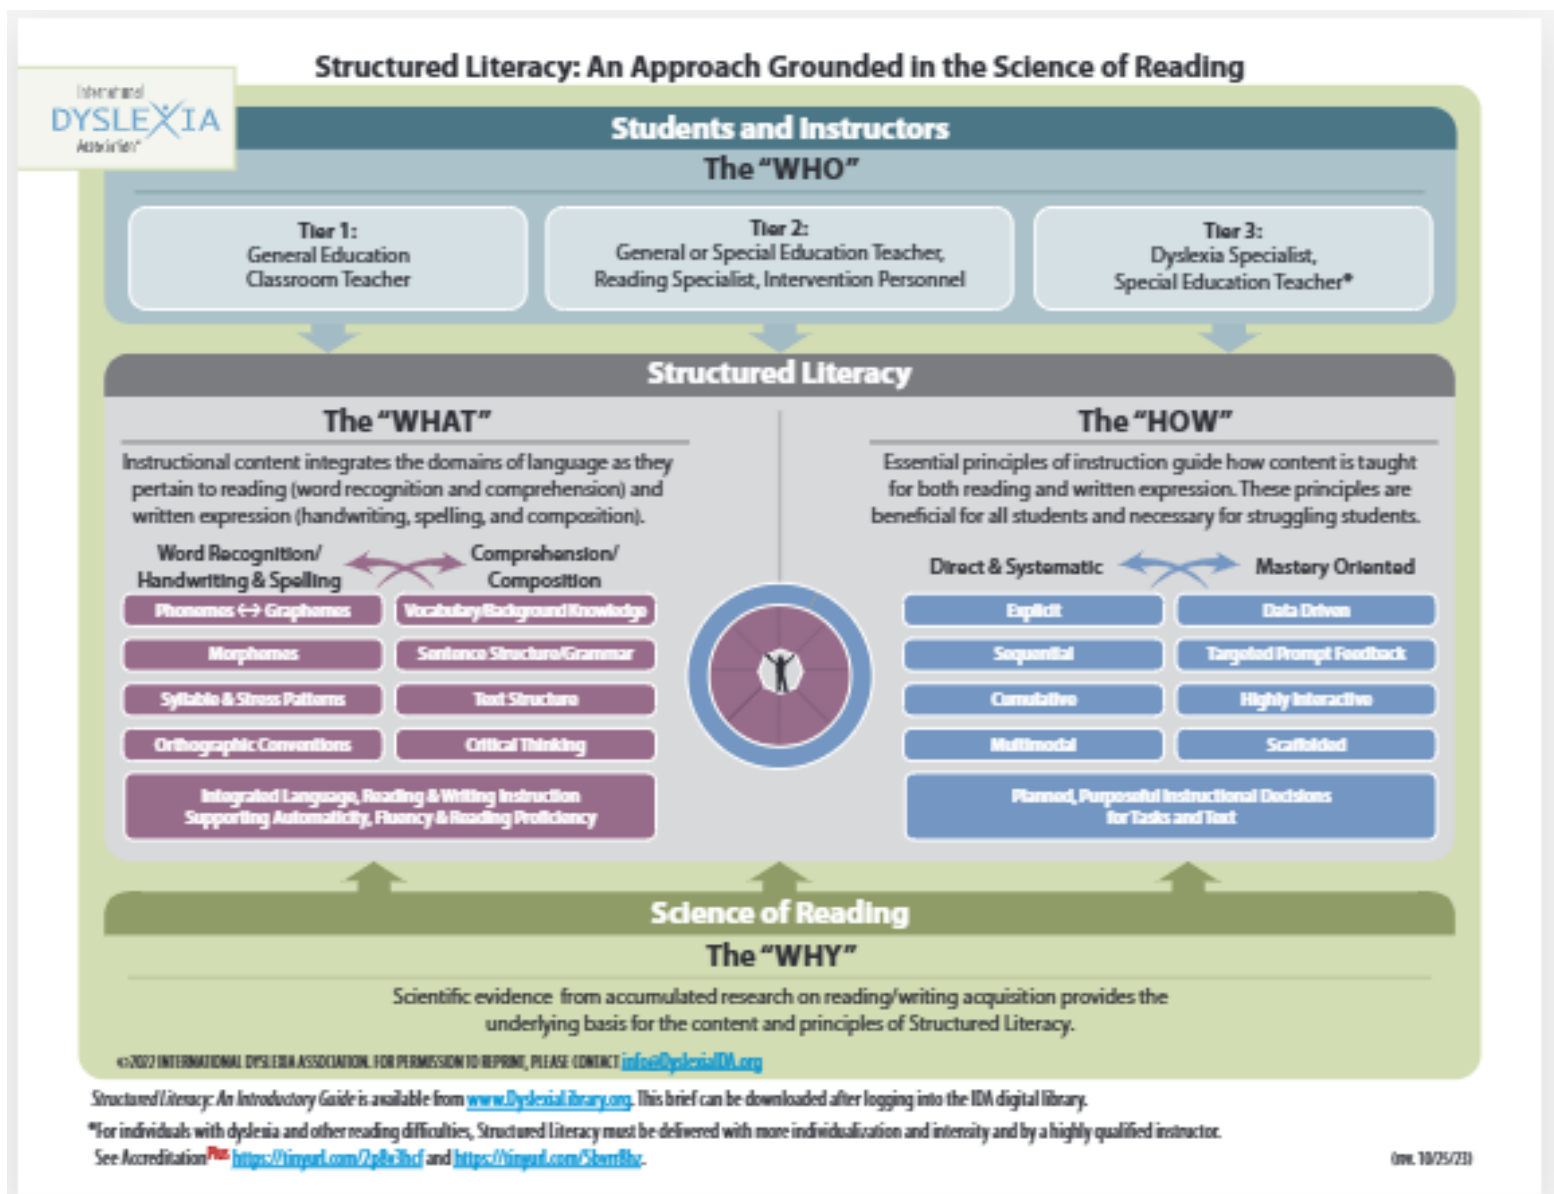 Structured Literacy: An Approach Grounded in the Science of Reading
International
DYSLEXIA
Association®
Students and Instructors
The “WHO”
Tier 1:
General Education
Classroom Teacher
Tier 2:
General or Special Education Teacher,
Reading Specialist, Intervention Personnel
Tier 3:
Dyslexia Specialist,
Special Education Teacher*
Structured Literacy
The “WHAT”
Instructional content integrates the domains of language as they
pertain to reading (word recognition and comprehension) and
written expression (handwriting, spelling, and composition).
Word Recognition/
Handwriting & Spelling
Comprehension/
Composition
Phonemes ↔ Graphemes
Vocabulary/Background Knowledge
Morphemes
Sentence Structure/Grammar
Syllable & Stress Patterns
Text Structure
Orthographic Conventions
Critical Thinking
Integrated Language, Reading & Writing Instruction
Supporting Automaticity, Fluency & Reading Proficiency
The “HOW”
Essential principles of instruction guide how content is taught
for both reading and written expression. These principles are
beneficial for all students and necessary for struggling students.
Direct & Systematic
Mastery Oriented
Explicit
Data Driven
Sequential
Targeted Prompt Feedback
Cumulative
Highly Interactive
Multimodal
Scaffolded
Planned, Purposeful Instructional Decisions
for Tasks and Text
Science of Reading
The “WHY”
Scientific evidence from accumulated research on reading/writing acquisition provides the
underlying basis for the content and principles of Structured Literacy.
©2022 INTERNATIONAL DYSLEXIA ASSOCIATION. FOR PERMISSION TO REPRINT, PLEASE CONTACT info@DyslexiaIDA.org
Structured Literacy: An Introductory Guide is available from www.DyslexiaLibrary.org. This brief can be downloaded after logging into the IDA digital library.
*For individuals with dyslexia and other reading difficulties, Structured Literacy must be delivered with more individualization and intensity and by a highly qualified instructor.
See Accreditation Plus and
(rev. 10/25/23)